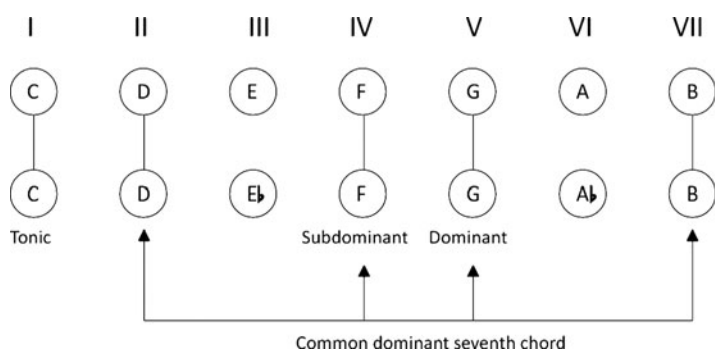 I II III IV V VI VII
C D E F G A B
C D E♭ F G A♭ B
Tonic Subdominant Dominant
Common dominant seventh chord